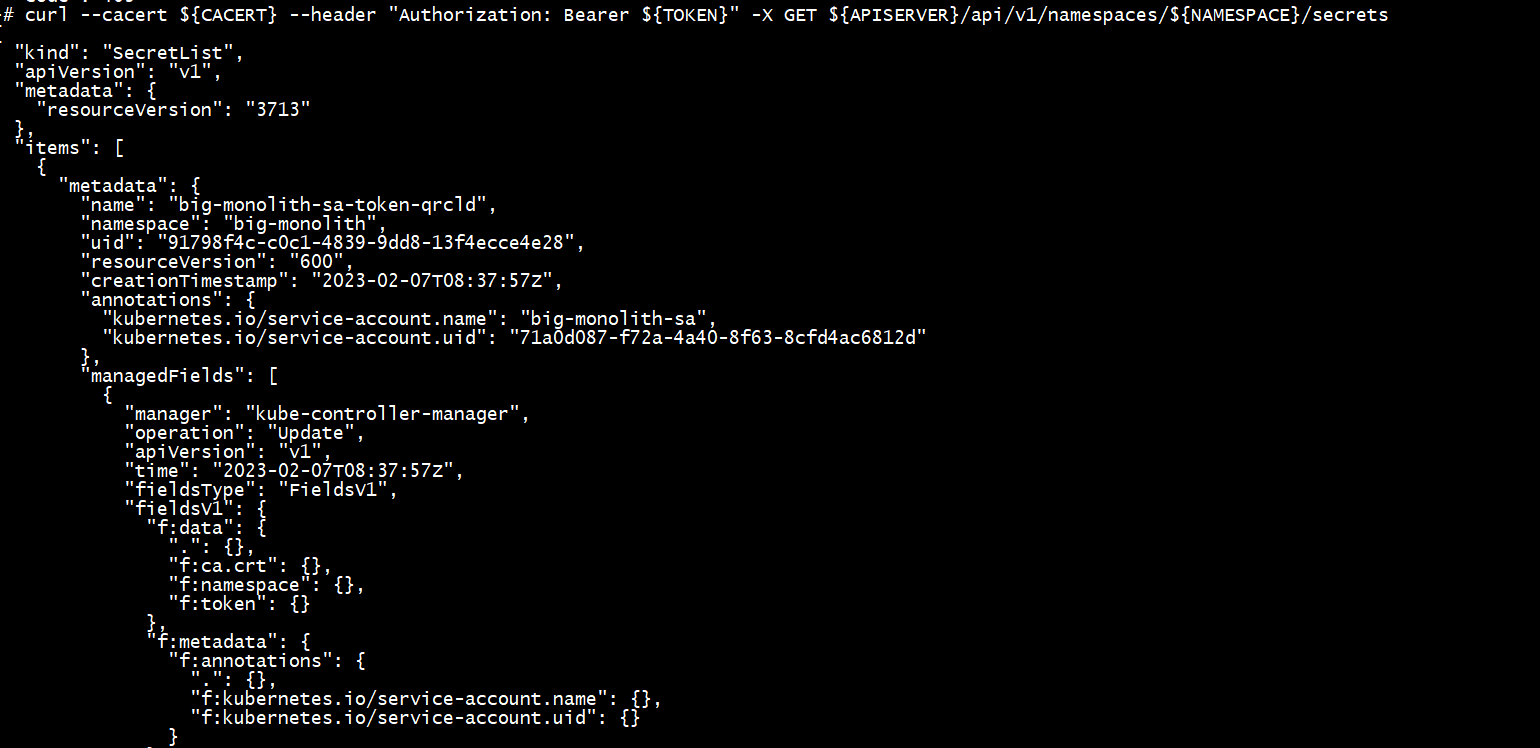 # curl --cacert ${CACERT} --header "Authorization: Bearer ${TOKEN}" -X GET ${APISERVER}/api/v1/namespaces/${NAMESPACE}/secrets
"kind": "SecretList",
"apiVersion": "v1",
"metadata": {
"resourceVersion": "3713"
},
"items": [
{
"metadata": {
"name": "big-monolith-sa-token-qrcld",
"namespace": "big-monolith",
"uid": "91798f4c-c0c1-4839-9dd8-13f4ecce4e28",
"resourceVersion": "600",
"creationTimestamp": "2023-02-07T08:37:57Z",
"annotations": {
"kubernetes.io/service-account.name": "big-monolith-sa",
"kubernetes.io/service-account.uid": "71a0d087-f72a-4a40-8f63-8cfd4ac6812d"
},
"managedFields": [
{
"manager": "kube-controller-manager",
"operation": "Update",
"apiVersion": "v1",
"time": "2023-02-07T08:37:57Z",
"fieldsType": "FieldsV1",
"fieldsV1": {
"f:data": {
".": {},
"f:ca.crt": {},
"f:namespace": {},
"f:token": {}
},
"f:metadata": {
"f:annotations": {
".": {},
"f:kubernetes.io/service-account.name": {},
"f:kubernetes.io/service-account.uid": {}
}